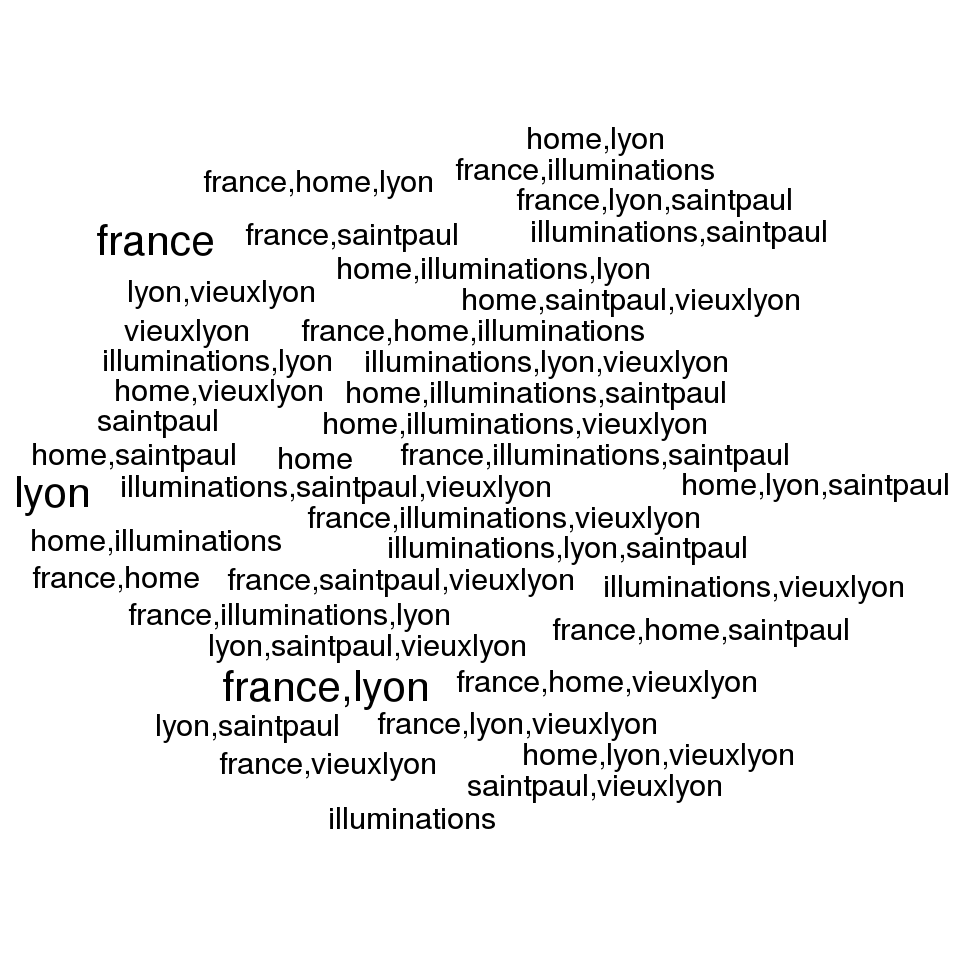 home,lyon
france,illuminations
france,home,lyon
france,lyon,saintpaul
france
france,saintpaul
illuminations,saintpaul
home,illuminations,lyon
lyon,vieuxlyon
home,saintpaul,vieuxlyon
vieuxlyon
france,home,illuminations
illuminations,lyon
illuminations,lyon,vieuxlyon
home,vieuxlyon
home,illuminations,saintpaul
saintpaul
home,illuminations,vieuxlyon
home,saintpaul
home
france,illuminations,saintpaul
lyon
illuminations,saintpaul,vieuxlyon
home,lyon,saintpaul
france,illuminations,vieuxlyon
home,illuminations
illuminations,lyon,saintpaul
france,home
france,saintpaul,vieuxlyon
illuminations,vieuxlyon
france,illuminations,lyon
france,home,saintpaul
lyon,saintpaul,vieuxlyon
france,lyon
france,home,vieuxlyon
lyon,saintpaul
france,lyon,vieuxlyon
france,vieuxlyon
home,lyon,vieuxlyon
saintpaul,vieuxlyon
illuminations